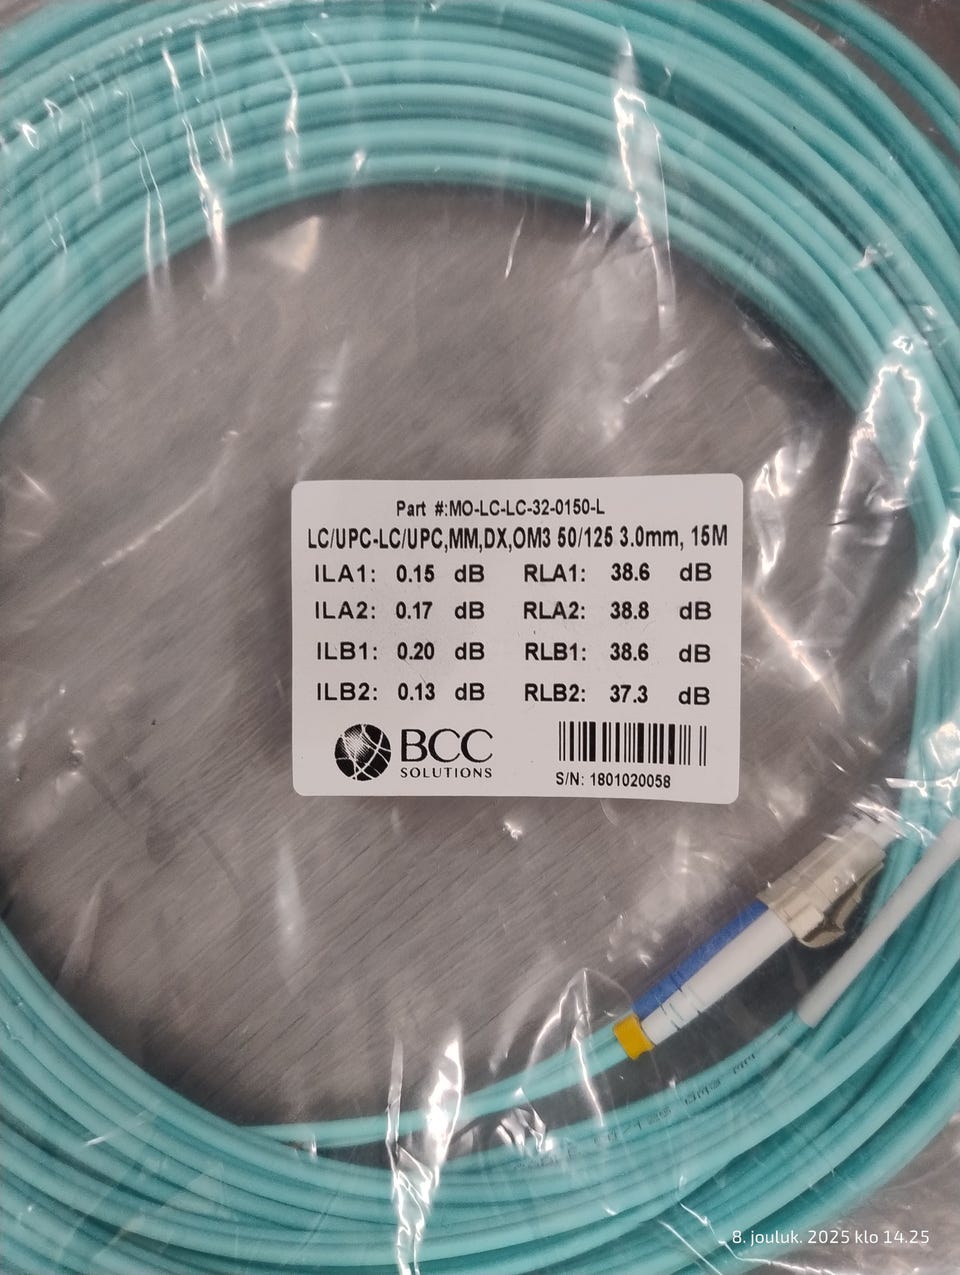 Part #:MO-LC-LC-32-0150-L
LC/UPC-LC/UPC,MM,DX,OM3 50/125 3.0mm, 15M
ILA1: 0.15 dB RLA1: 38.6 dB
ILA2: 0.17 dB RLA2: 38.8 dB
ILB1: 0.20 dB RLB1: 38.6 dB
ILB2: 0.13 dB RLB2: 37.3 dB
BCC
SOLUTIONS
S/N: 1801020058
8. jouluk. 2025 klo 14.25